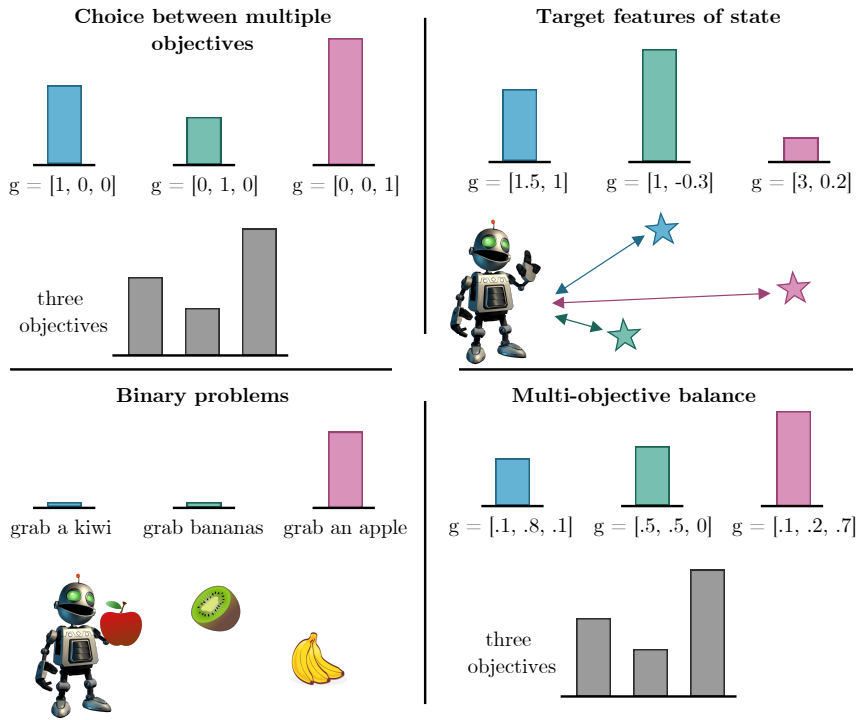 Choice between multiple
objectives
g = [1, 0, 0]
g = [0, 1, 0]
g = [0, 0, 1]
three
objectives
Target features of state
g = [1.5, 1]
g = [1, -0.3]
g = [3, 0.2]
Binary problems
grab a kiwi
grab bananas
grab an apple
Multi-objective balance
g = [.1, .8, .1]
g = [.5, .5, 0]
g = [.1, .2, .7]
three
objectives